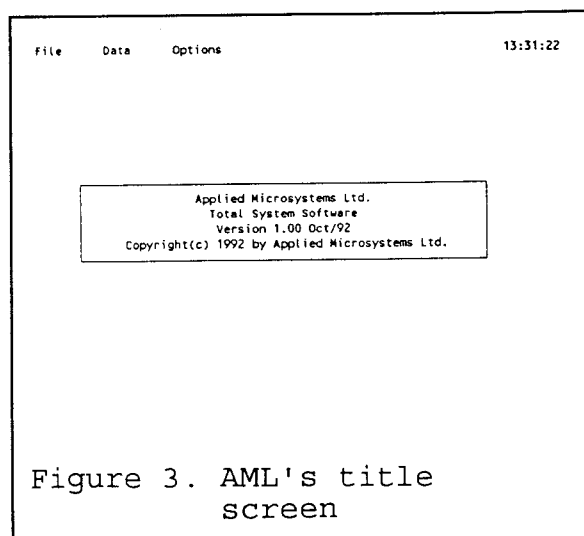 File Data Options 13:31:22
Applied Microsystems Ltd.
Total System Software
Version 1.00 Oct/92
Copyright(c) 1992 by Applied Microsystems Ltd.
Figure 3. AML's title
screen